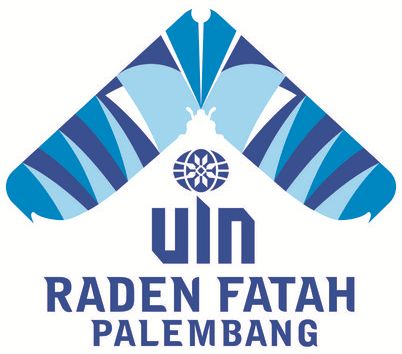 uin
RADEN FATAH
PALEMBANG